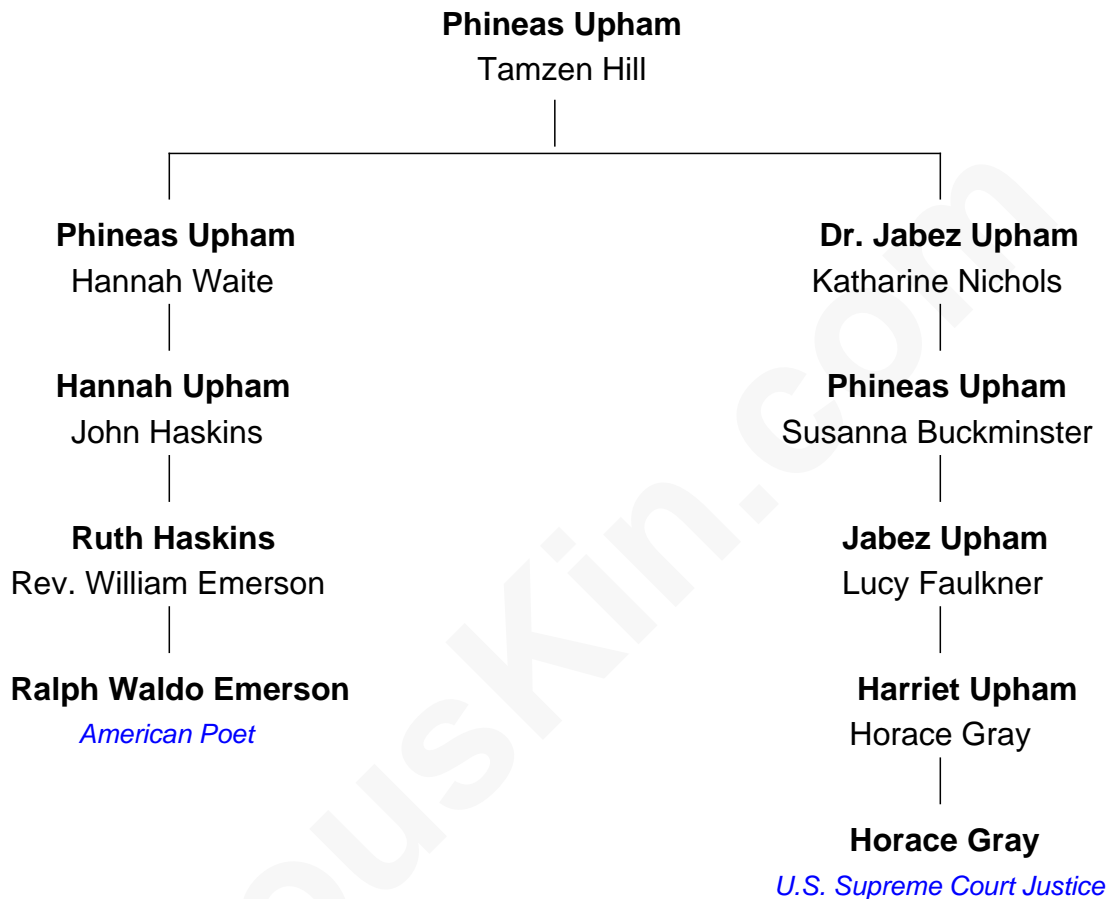 Phineas Upham
Tamzen Hill
Phineas Upham
Hannah Waite
Hannah Upham
John Haskins
Ruth Haskins
Rev. William Emerson
Ralph Waldo Emerson
American Poet
Dr. Jabez Upham
Katharine Nichols
Phineas Upham
Susanna Buckminster
Jabez Upham
Lucy Faulkner
Harriet Upham
Horace Gray
Horace Gray
U.S. Supreme Court Justice
ousKin.com